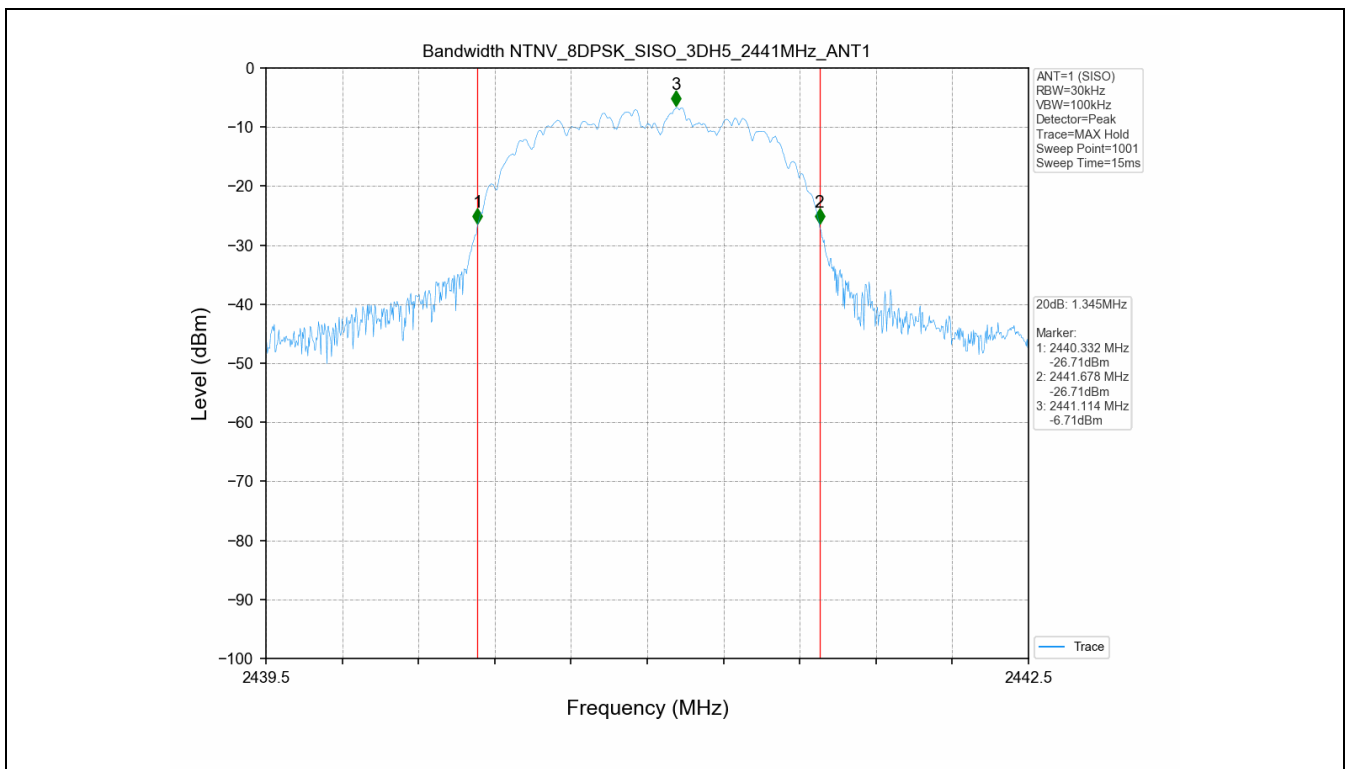 Bandwidth NTNV_8DPSK_SISO_3DH5_2441MHz_ANT1
0
−10
−20
−30
−40
−50
−60
−70
−80
−90
−100
Level (dBm)
1
2
3
2439.5
2442.5
Frequency (MHz)
ANT=1 (SISO)
RBW=30kHz
VBW=100kHz
Detector=Peak
Trace=MAX Hold
Sweep Point=1001
Sweep Time=15ms
20dB: 1.345MHz
Marker:
1: 2440.332 MHz
-26.71dBm
2: 2441.678 MHz
-26.71dBm
3: 2441.114 MHz
-6.71dBm
Trace